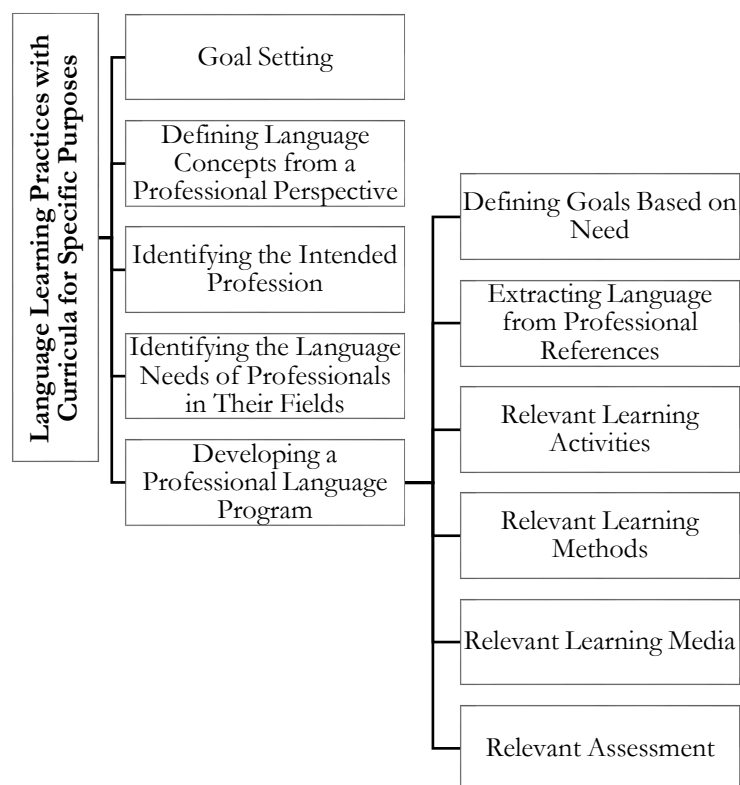 Language Learning Practices with
Curricula for Specific Purposes
Goal Setting
Defining Language
Concepts from a
Professional Perspective
Identifying the Intended
Profession
Identifying the Language
Needs of Professionals
in Their Fields
Developing a
Professional Language
Program
Defining Goals Based on
Need
Extracting Language
from Professional
References
Relevant Learning
Activities
Relevant Learning
Methods
Relevant Learning Media
Relevant Assessment